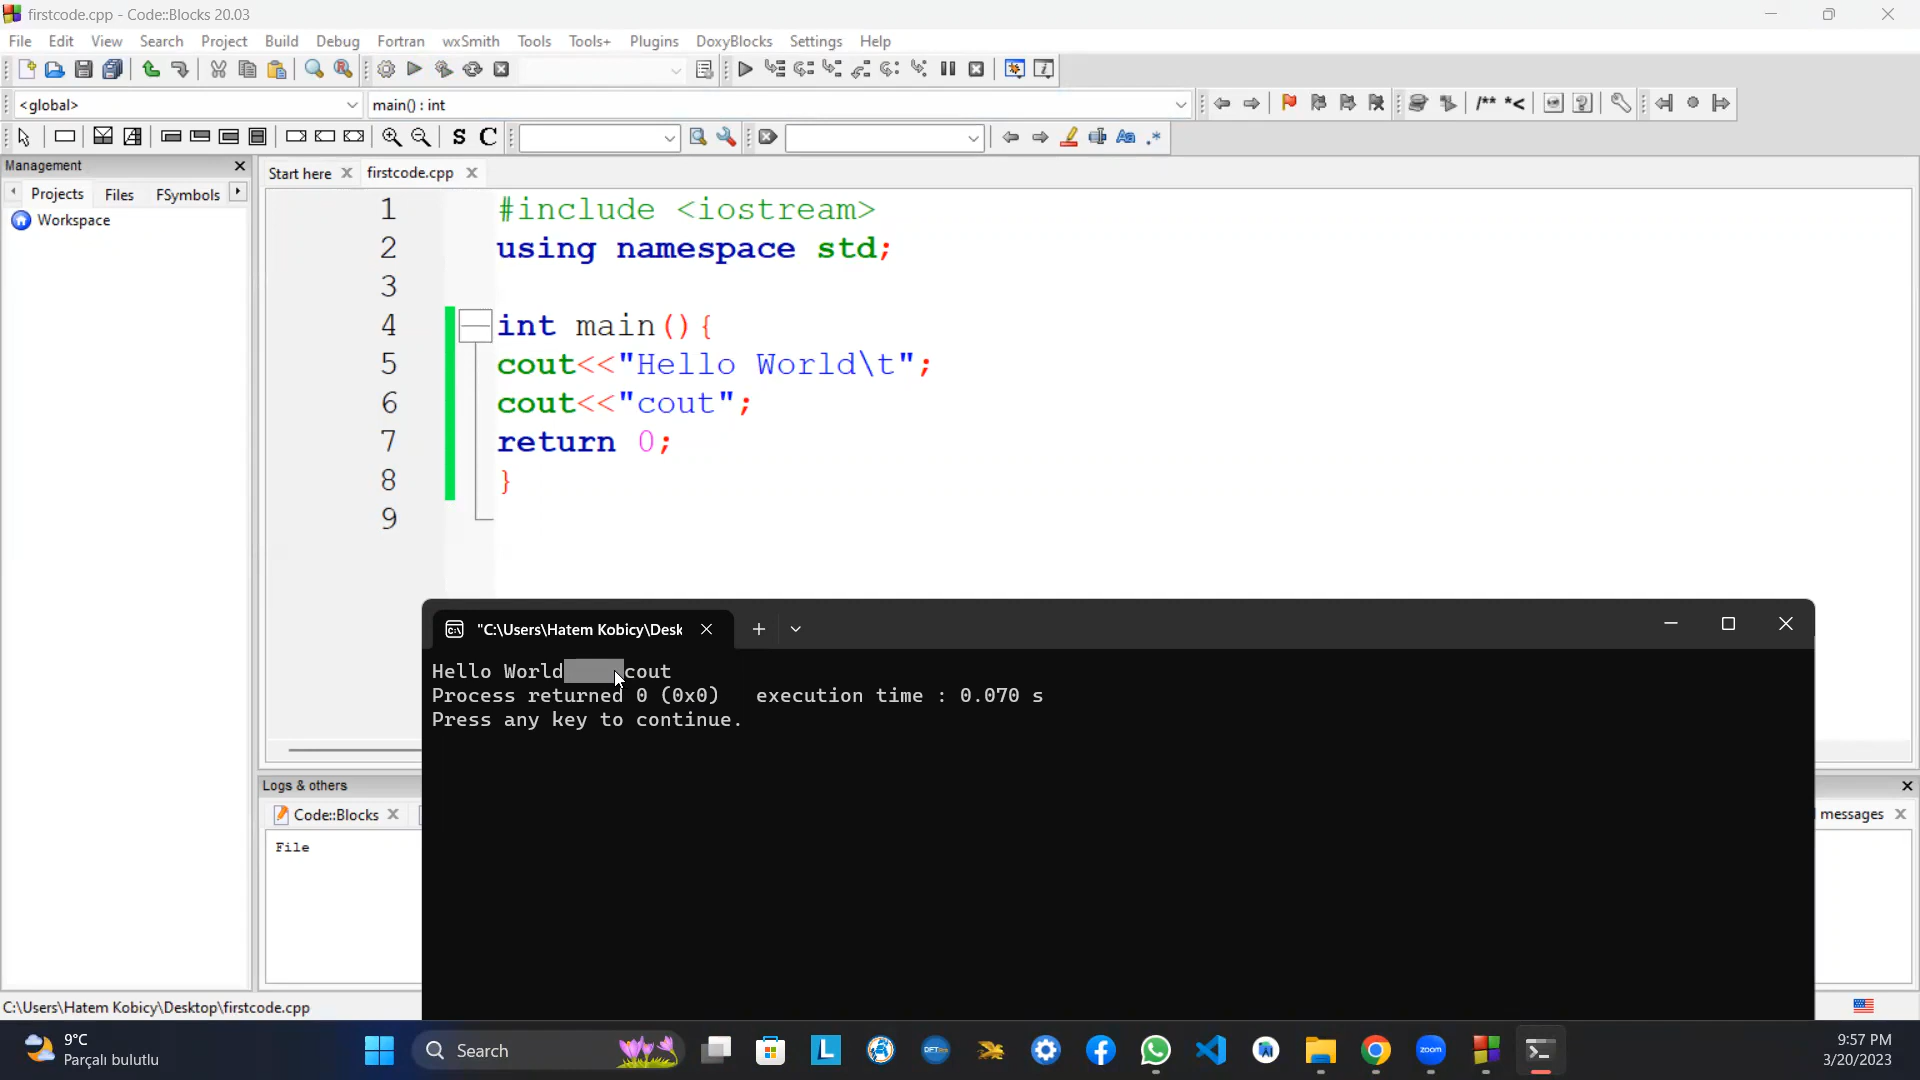 firstcode.cpp - Code::Blocks 20.03
File Edit View Search Project Build Debug Fortran wxSmith Tools Tools+ Plugins DoxyBlocks Settings Help
<global> main() : int
/** *<
S C Aa .*
Management
Projects Files FSymbols
Workspace
Start here firstcode.cpp
1 #include <iostream>
2 using namespace std;
3
4 int main(){
5 cout<<"Hello World\t";
6 cout<<"cout";
7 return 0;
8 }
9
"C:\Users\Hatem Kobicy\Desk
Hello World cout
Process returned 0 (0x0) execution time : 0.070 s
Press any key to continue.
Logs & others
Code::Blocks
messages
File
C:\Users\Hatem Kobicy\Desktop\firstcode.cpp
9°C
Parçalı bulutlu
Search
L
zoom
9:57 PM
3/20/2023